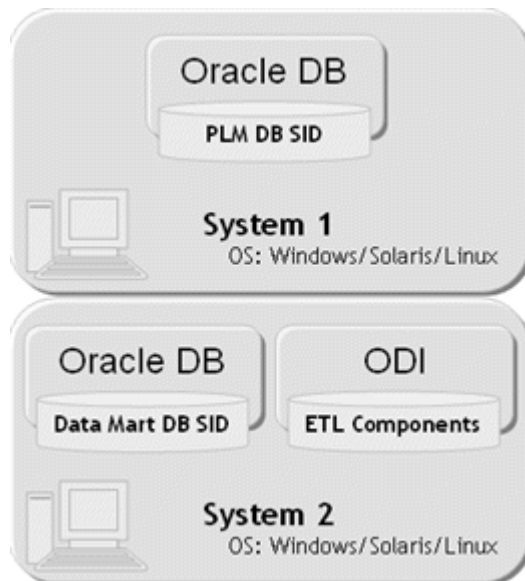 Oracle DB
PLM DB SID
System 1
OS: Windows/Solaris/Linux
Oracle DB
Data Mart DB SID
ODI
ETL Components
System 2
OS: Windows/Solaris/Linux